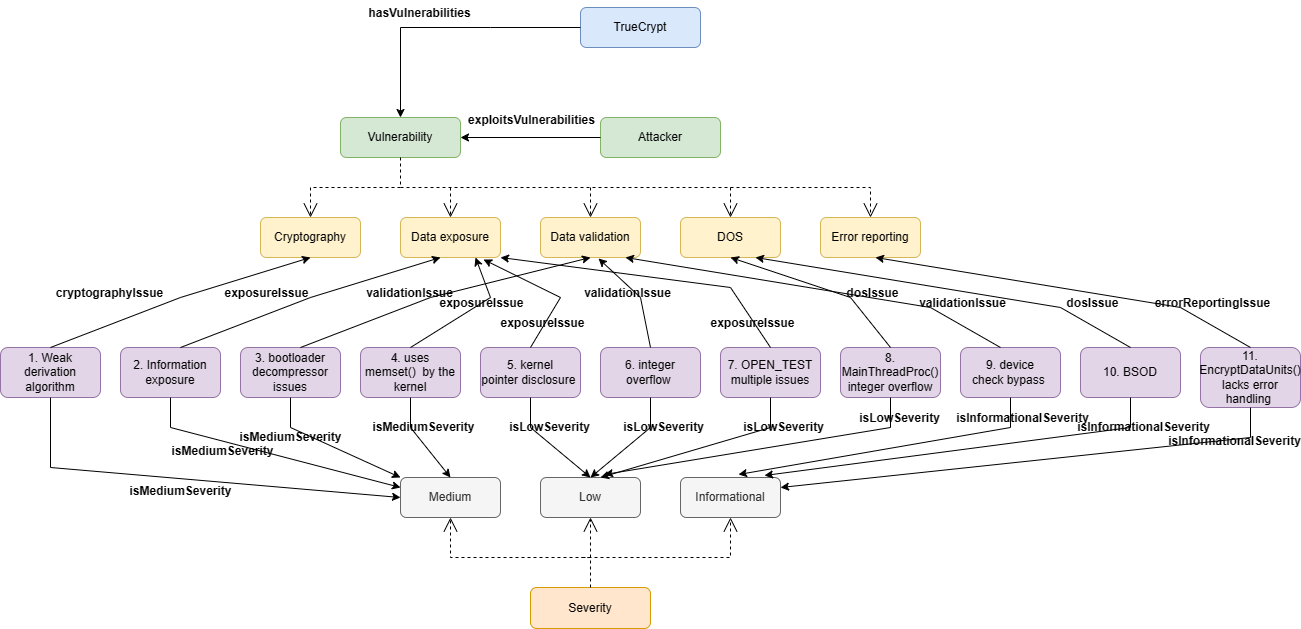 hasVulnerabilities
TrueCrypt
Vulnerability
exploitsVulnerabilities
Attacker
Cryptography
Data exposure
Data validation
DOS
Error reporting
cryptographyIssue
exposureIssue
validationIssue
exposureIssue
exposureIssue
validationIssue
exposureIssue
dosIssue
validationIssue
dosIssue
errorReportingIssue
1. Weak
derivation
algorithm
2. Information
exposure
3. bootloader
decompressor
issues
4. uses
memset() by the
kernel
5. kernel
pointer disclosure
6. integer
overflow
7. OPEN_TEST
multiple issues
8.
MainThreadProc()
integer overflow
9. device
check bypass
10. BSOD
11.
EncryptDataUnits()
lacks error
handling
isMediumSeverity
isMediumSeverity
isMediumSeverity
isMediumSeverity
isLowSeverity
isLowSeverity
isLowSeverity
isLowSeverity
isInformationalSeverity
isInformationalSeverity
isInformationalSeverity
Medium
Low
Informational
Severity